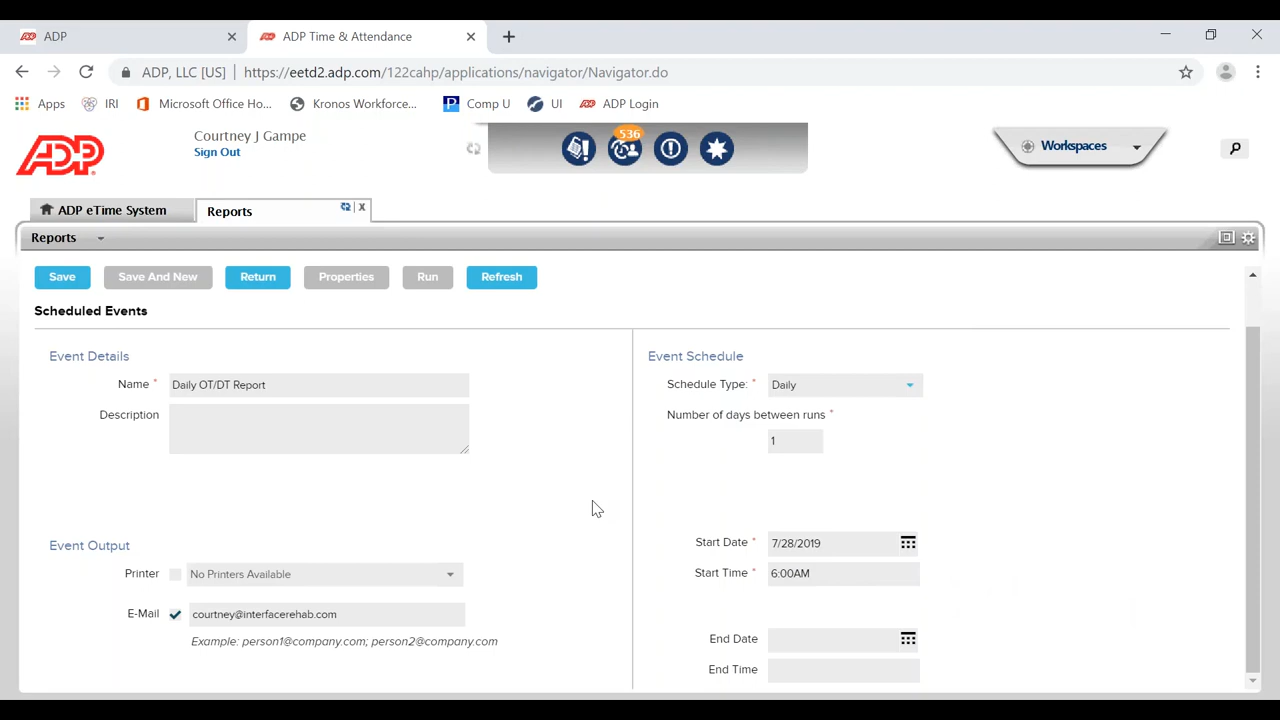 ADP
ADP Time & Attendance
ADP, LLC [US] https://eetd2.adp.com/122cahp/applications/navigator/Navigator.do
Apps IRI Microsoft Office Ho... Kronos Workforce... P Comp U UI ADP Login
ADP
Courtney J Gampe
Sign Out
536
Workspaces
ADP eTime System
Reports X
Reports
Save Save And New Return Properties Run Refresh
Scheduled Events
Event Details
Name *
Daily OT/DT Report
Description
Event Output
Printer No Printers Available
E-Mail courtney@interfacerehab.com
Example: person1@company.com; person2@company.com
Event Schedule
Schedule Type: * Daily
Number of days between runs *
1
Start Date * 7/28/2019
Start Time * 6:00AM
End Date
End Time